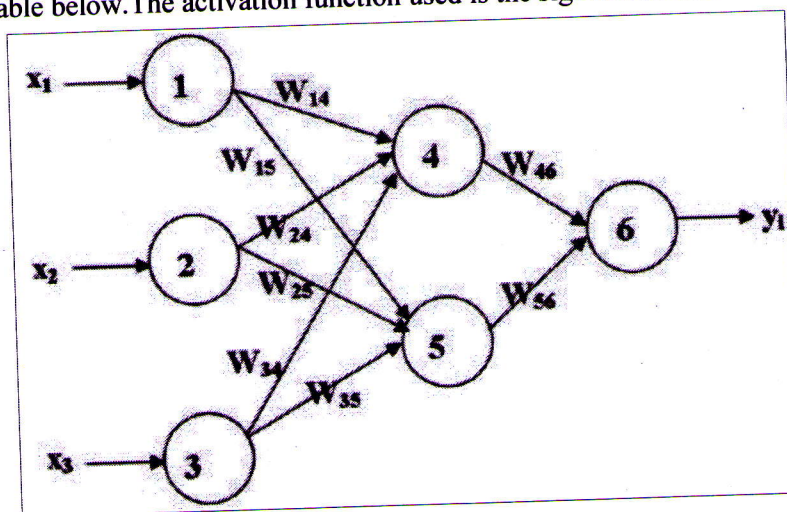 able below. The activation function used is the
x₁
1
W₁₄
W₁₅
4
W₄₆
6
y₁
x₂
2
W₂₄
W₂₅
5
W₅₆
W₃₄
W₃₅
x₃
3